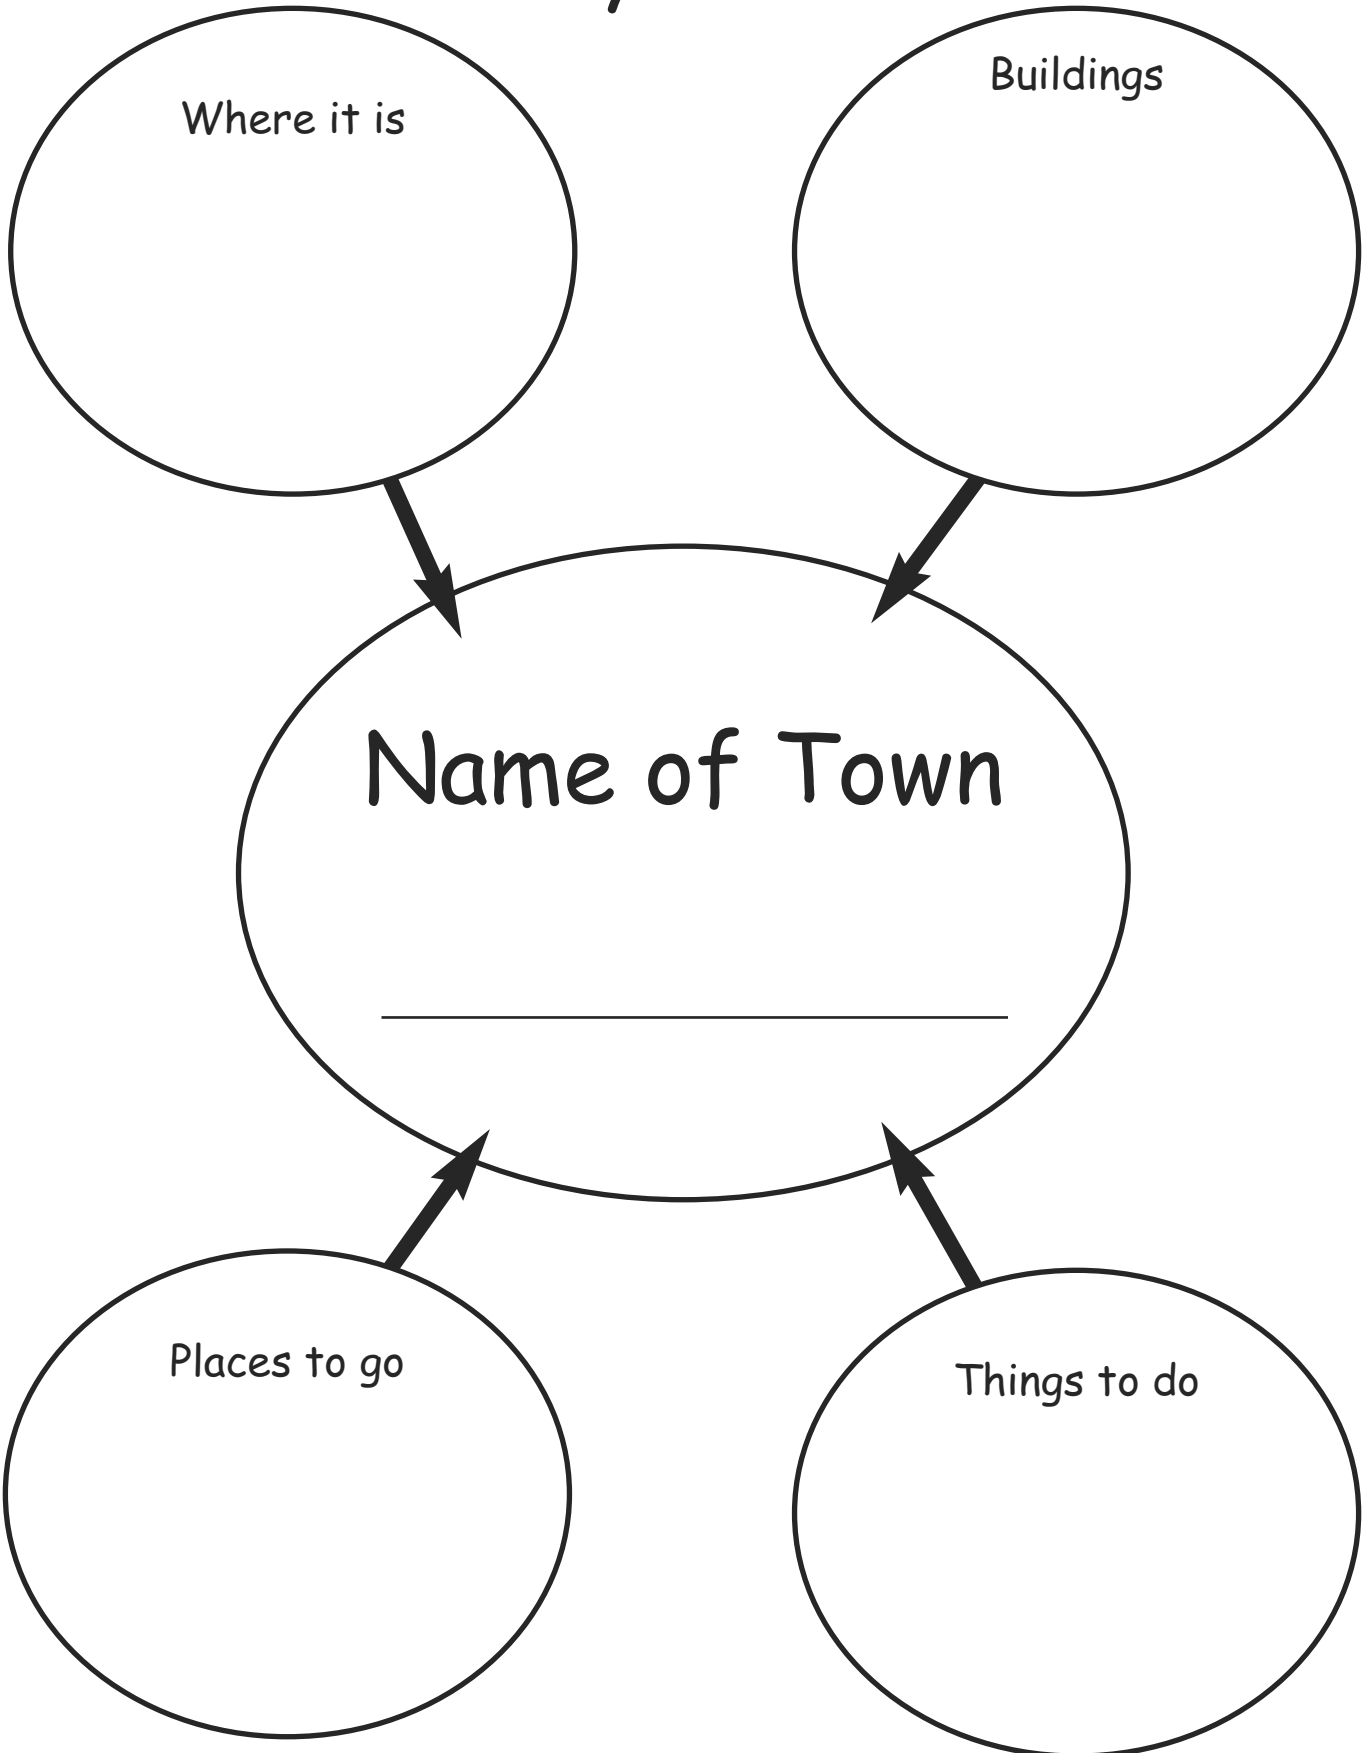 Where it is
Buildings
Name of Town
Places to go
Things to do